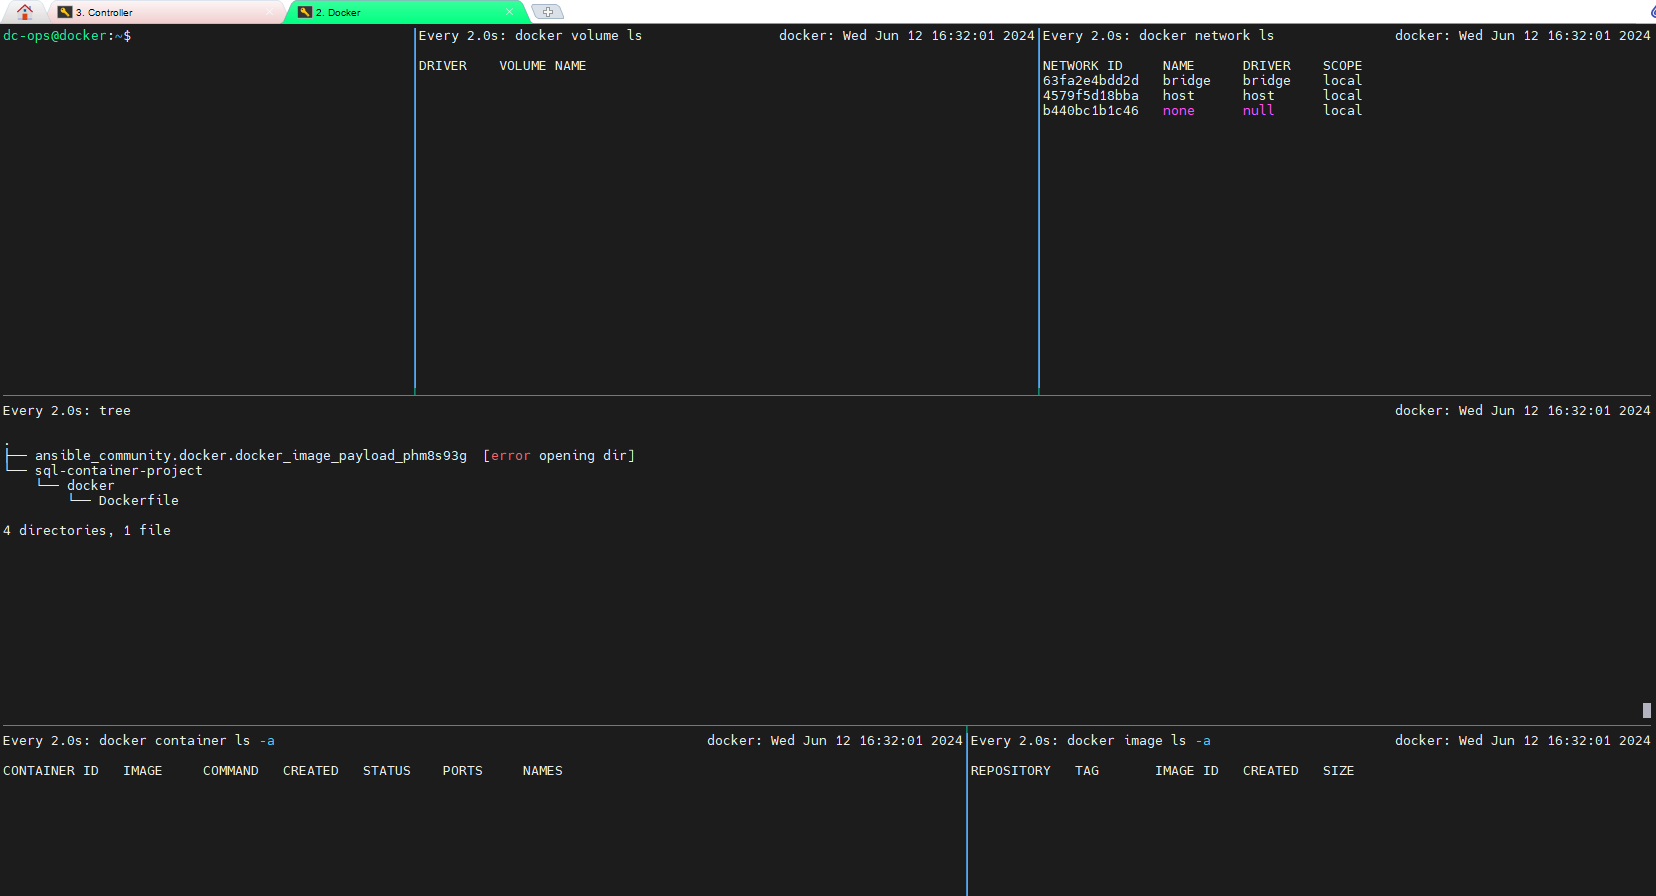 3. Controller
2. Docker
dc-ops@docker:~$
Every 2.0s: docker volume ls docker: Wed Jun 12 16:32:01 2024
DRIVER VOLUME NAME
Every 2.0s: docker network ls docker: Wed Jun 12 16:32:01 2024
NETWORK ID NAME DRIVER SCOPE
63fa2e4bdd2d bridge bridge local
4579f5d18bba host host local
b440bc1b1c46 none null local
Every 2.0s: tree docker: Wed Jun 12 16:32:01 2024
.
├── ansible_community.docker.docker_image_payload_phm8s93g [error opening dir]
└── sql-container-project
    └── docker
        └── Dockerfile
4 directories, 1 file
Every 2.0s: docker container ls -a docker: Wed Jun 12 16:32:01 2024
CONTAINER ID IMAGE COMMAND CREATED STATUS PORTS NAMES
Every 2.0s: docker image ls -a docker: Wed Jun 12 16:32:01 2024
REPOSITORY TAG IMAGE ID CREATED SIZE